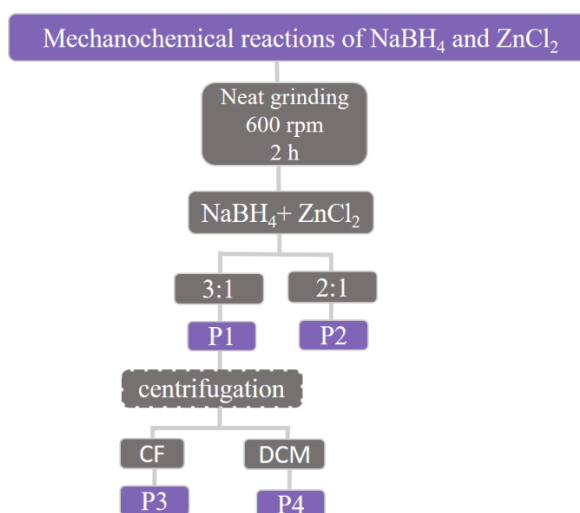 Mechanochemical reactions of NaBH₄ and ZnCl₂
Neat grinding
600 rpm
2 h
NaBH₄+ ZnCl₂
3:1
2:1
P1
P2
centrifugation
CF
DCM
P3
P4